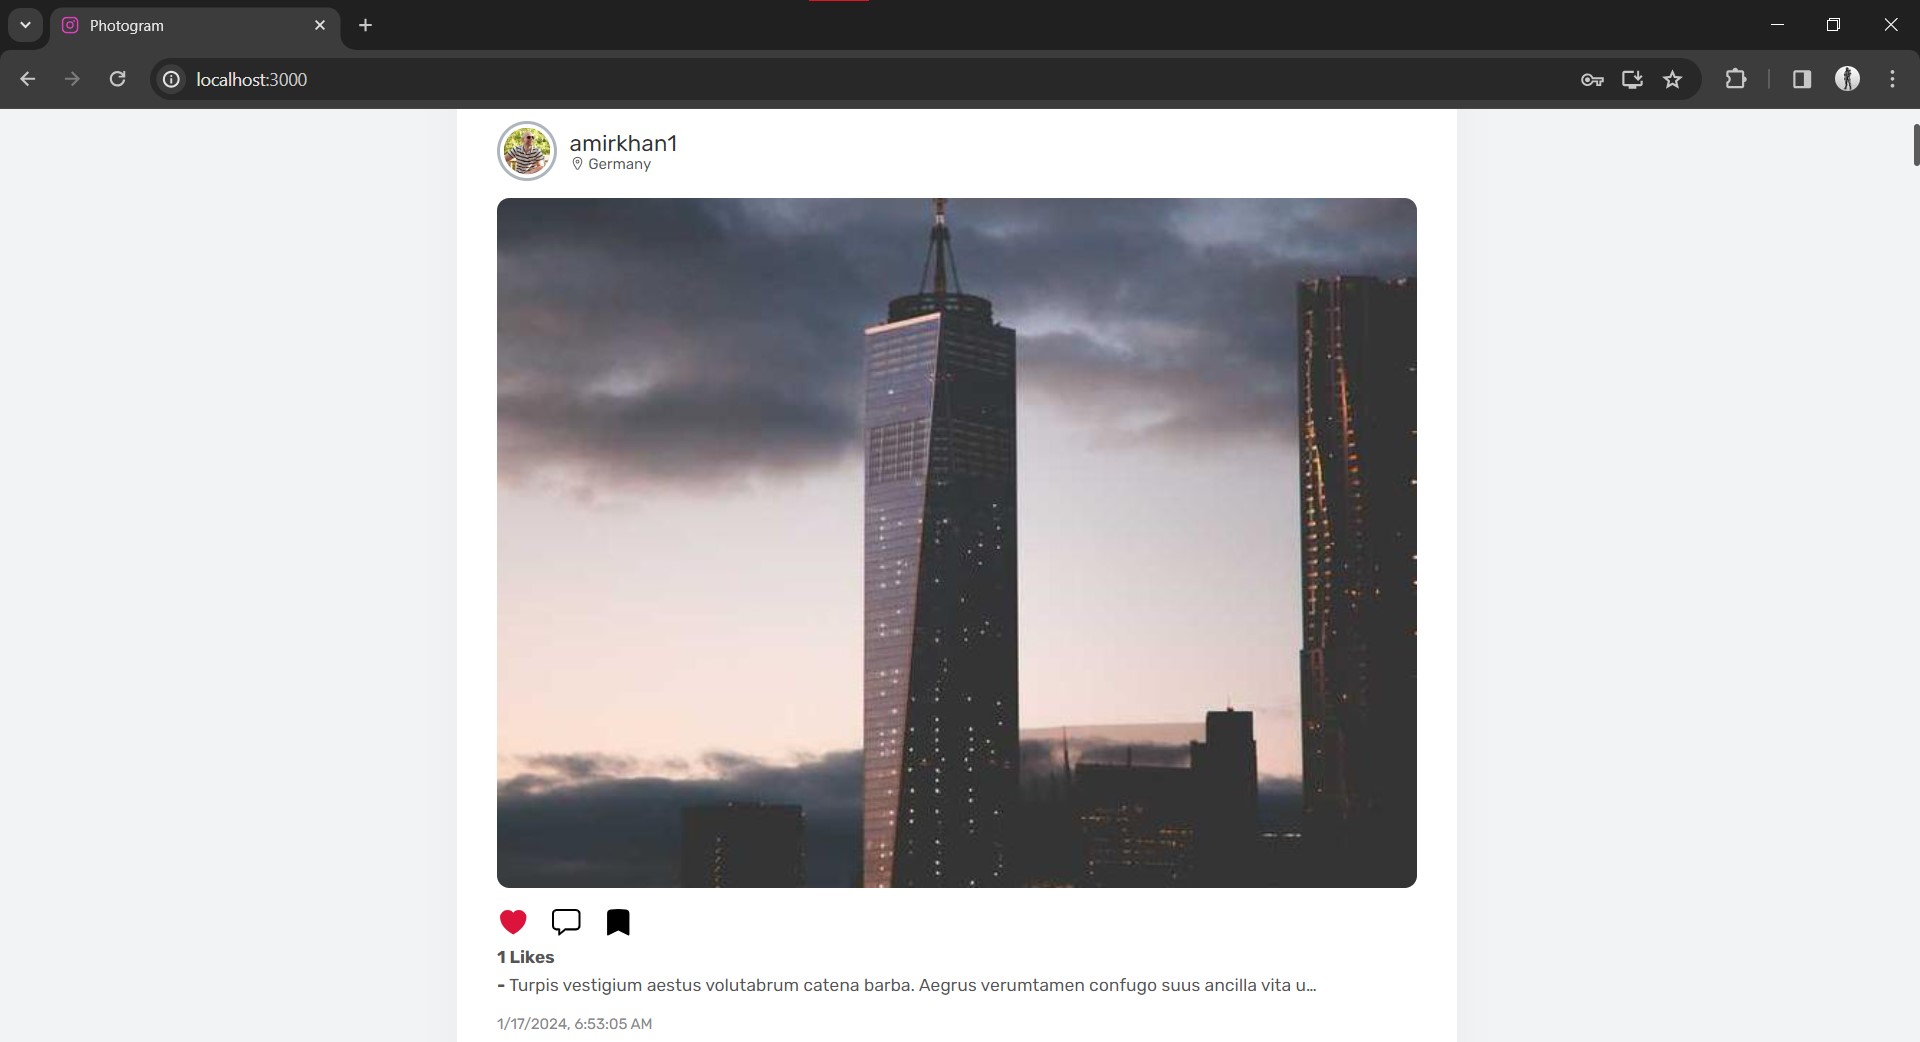 Photogram
localhost:3000
amirkhan1
Germany
1 Likes
- Turpis vestigium aestus volutabrum catena barba. Aegrus verumtamen confugo suus ancilla vita u...
1/17/2024, 6:53:05 AM